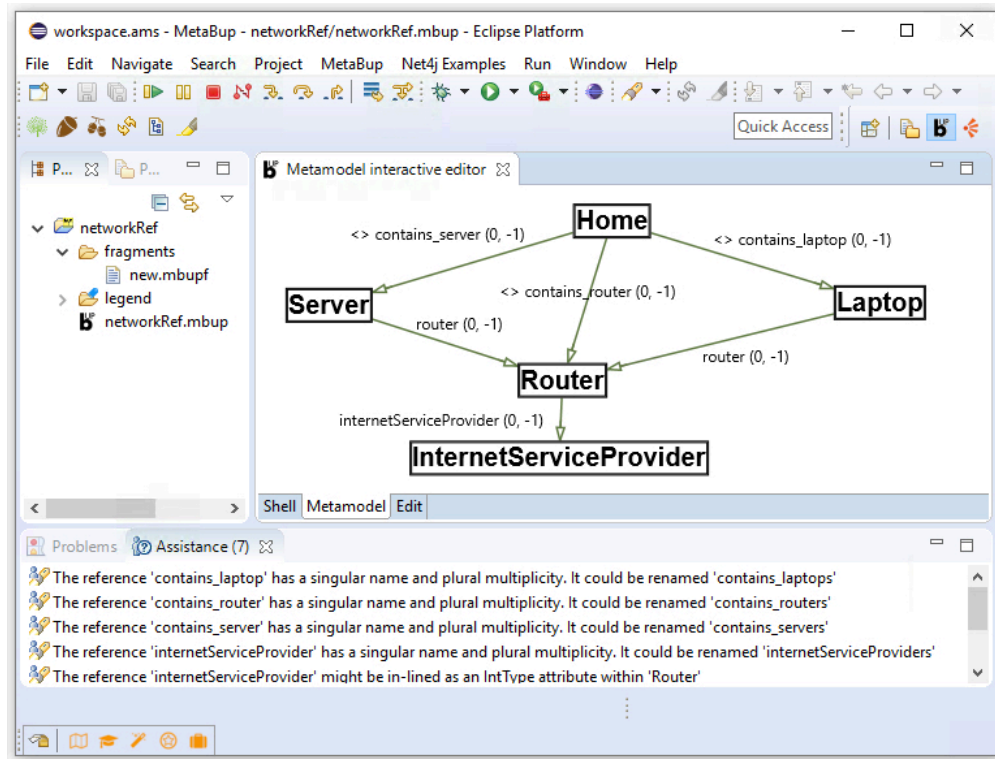 workspace.ams - MetaBup - networkRef/networkRef.mbup - Eclipse Platform
File Edit Navigate Search Project MetaBup Net4j Examples Run Window Help
Quick Access
P...
P...
networkRef
fragments
new.mbupf
legend
networkRef.mbup
Metamodel interactive editor
Home
<> contains_server (0, -1)
<> contains_laptop (0, -1)
<> contains_router (0, -1)
Server
Laptop
router (0, -1)
router (0, -1)
Router
internetServiceProvider (0, -1)
InternetServiceProvider
Shell Metamodel Edit
Problems Assistance (7)
The reference 'contains_laptop' has a singular name and plural multiplicity. It could be renamed 'contains_laptops'
The reference 'contains_router' has a singular name and plural multiplicity. It could be renamed 'contains_routers'
The reference 'contains_server' has a singular name and plural multiplicity. It could be renamed 'contains_servers'
The reference 'internetServiceProvider' has a singular name and plural multiplicity. It could be renamed 'internetServiceProviders'
The reference 'internetServiceProvider' might be in-lined as an IntType attribute within 'Router'